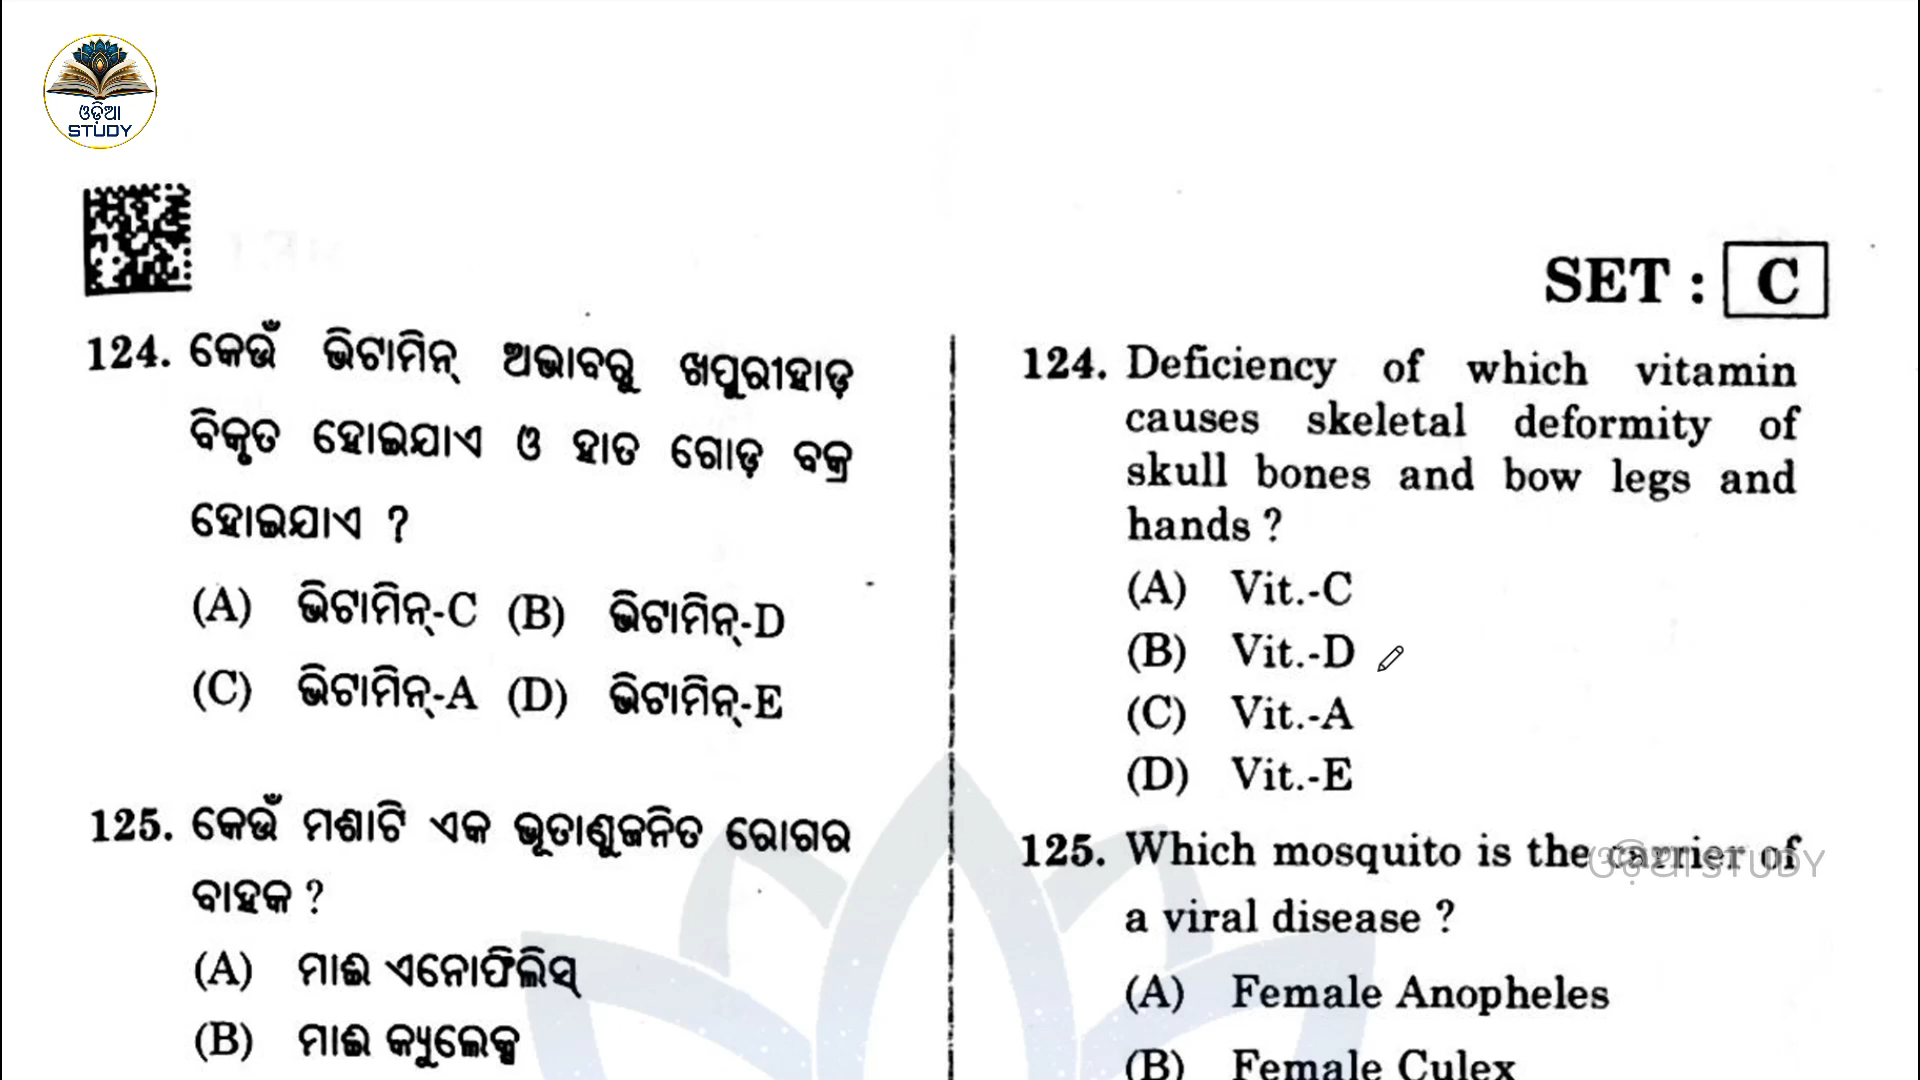 ଓଡ଼ିଆ
STUDY
SET : C
124. କେଉଁ ଭିଟାମିନ୍ ଅଭାବରୁ ଖପୁରୀହାଡ଼
ବିକୃତ ହୋଇଯାଏ ଓ ହାତ ଗୋଡ଼ ବକ୍ର
ହୋଇଯାଏ ?
(A) ଭିଟାମିନ୍-C (B) ଭିଟାମିନ୍-D
(C) ଭିଟାମିନ୍-A (D) ଭିଟାମିନ୍-E
125. କେଉଁ ମଶାଟି ଏକ ଭୂତାଣୁଜନିତ ରୋଗର
ବାହକ ?
(A) ମାଈ ଏନୋଫିଲିସ୍
(B) ମାଈ କ୍ୟୁଲେକ୍ସ
124. Deficiency of which vitamin
causes skeletal deformity of
skull bones and bow legs and
hands ?
(A) Vit.-C
(B) Vit.-D
(C) Vit.-A
(D) Vit.-E
125. Which mosquito is the carrier of
a viral disease ?
(A) Female Anopheles
(B) Female Culex
ଓଡ଼ିଆ STUDY